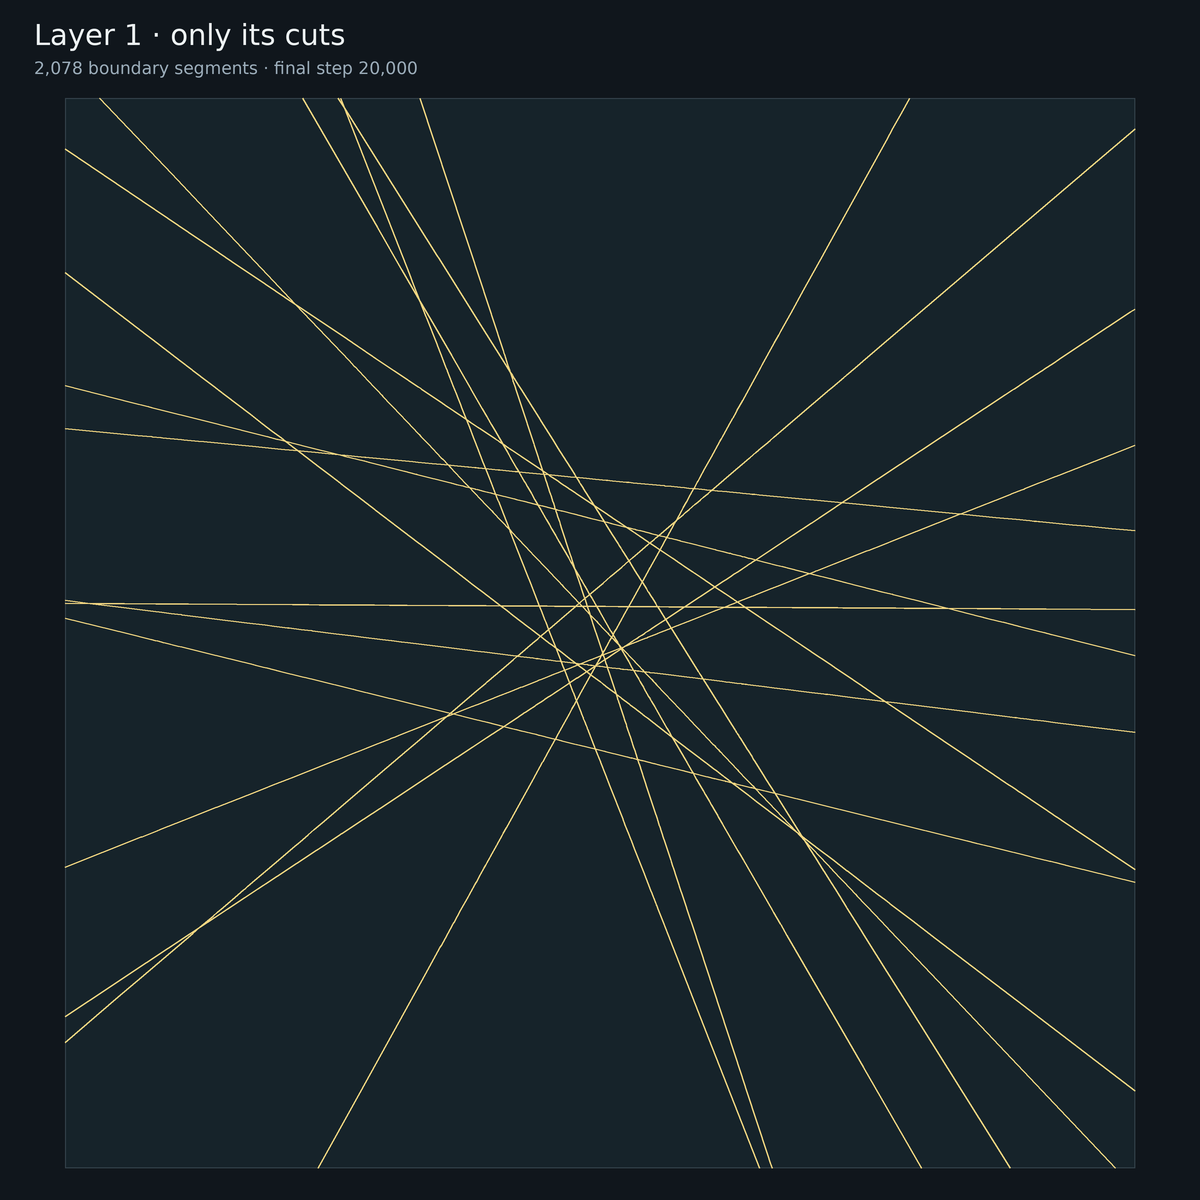 Layer 1 · only its cuts
2,078 boundary segments · final step 20,000